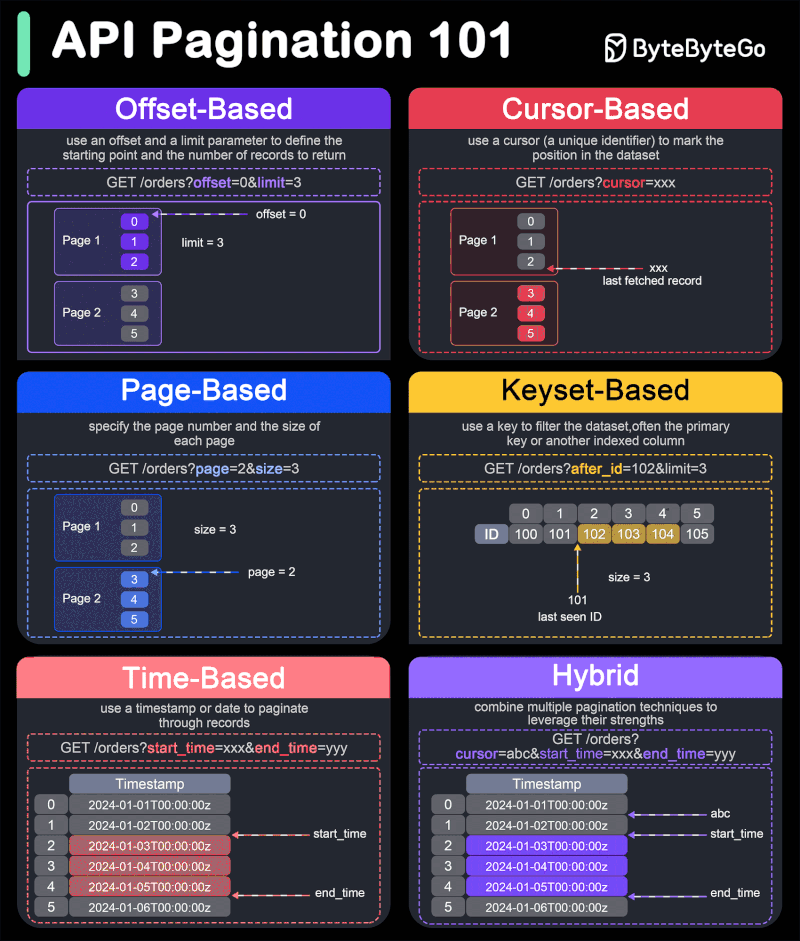 API Pagination 101
ByteByteGo
Offset-Based
use an offset and a limit parameter to define the
starting point and the number of records to return
GET /orders?offset=0&limit=3
Page 1
0
1
2
offset = 0
limit = 3
Page 2
3
4
5
Cursor-Based
use a cursor (a unique identifier) to mark the
position in the dataset
GET /orders?cursor=xxx
Page 1
0
1
2
xxx
last fetched record
Page 2
3
4
5
Page-Based
specify the page number and the size of
each page
GET /orders?page=2&size=3
Page 1
0
1
2
size = 3
page = 2
Page 2
3
4
5
Keyset-Based
use a key to filter the dataset,often the primary
key or another indexed column
GET /orders?after_id=102&limit=3
0 1 2 3 4 5
ID 100 101 102 103 104 105
size = 3
101
last seen ID
Time-Based
use a timestamp or date to paginate
through records
GET /orders?start_time=xxx&end_time=yyy
Timestamp
0 2024-01-01T00:00:00z
1 2024-01-02T00:00:00z
start_time
2 2024-01-03T00:00:00z
3 2024-01-04T00:00:00z
4 2024-01-05T00:00:00z
end_time
5 2024-01-06T00:00:00z
Hybrid
combine multiple pagination techniques to
leverage their strengths
GET /orders?
cursor=abc&start_time=xxx&end_time=yyy
Timestamp
0 2024-01-01T00:00:00z
abc
1 2024-01-02T00:00:00z
start_time
2 2024-01-03T00:00:00z
3 2024-01-04T00:00:00z
4 2024-01-05T00:00:00z
end_time
5 2024-01-06T00:00:00z